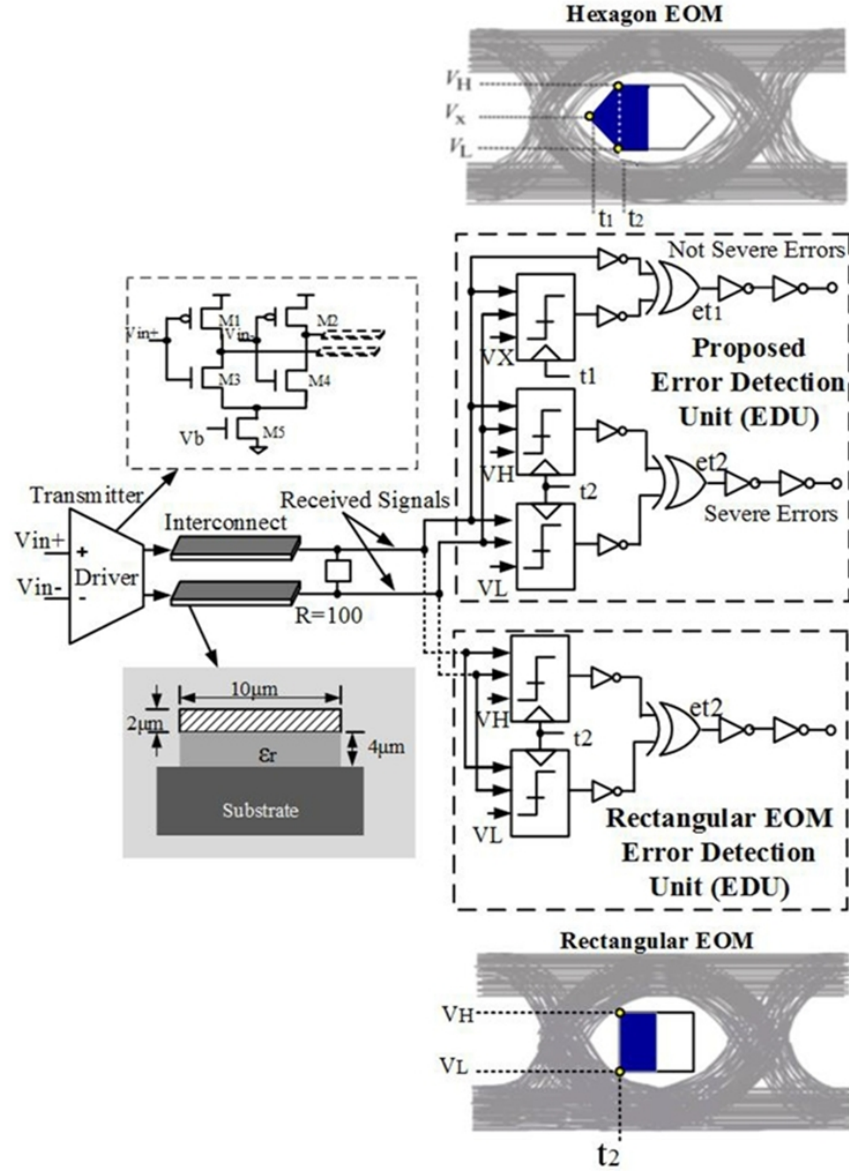 Hexagon EOM
VH
Vx
VL
t1 t2
Not Severe Errors
et1
VX
t1
Proposed
Error Detection
Unit (EDU)
VH
t2
et2
Severe Errors
VL
M1
M2
Vin+
Vin-
M3
M4
Vb
M5
Transmitter
Interconnect
Received Signals
Vin+
+
Driver
Vin-
-
R=100
10μm
2μm
4μm
εr
Substrate
VH
t2
et2
VL
Rectangular EOM
Error Detection
Unit (EDU)
Rectangular EOM
VH
VL
t2